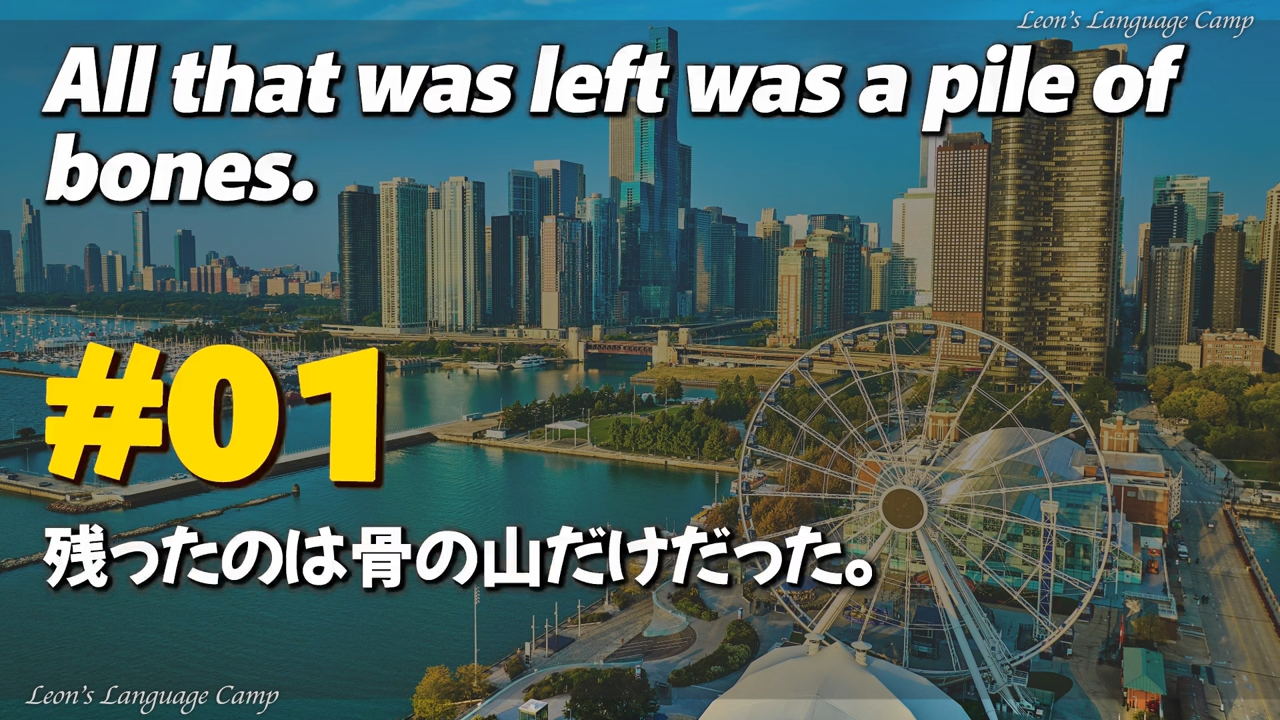 Leon's Language Camp
All that was left was a pile of
bones.
#01
残ったのは骨の山だけだった。
Leon's Language Camp